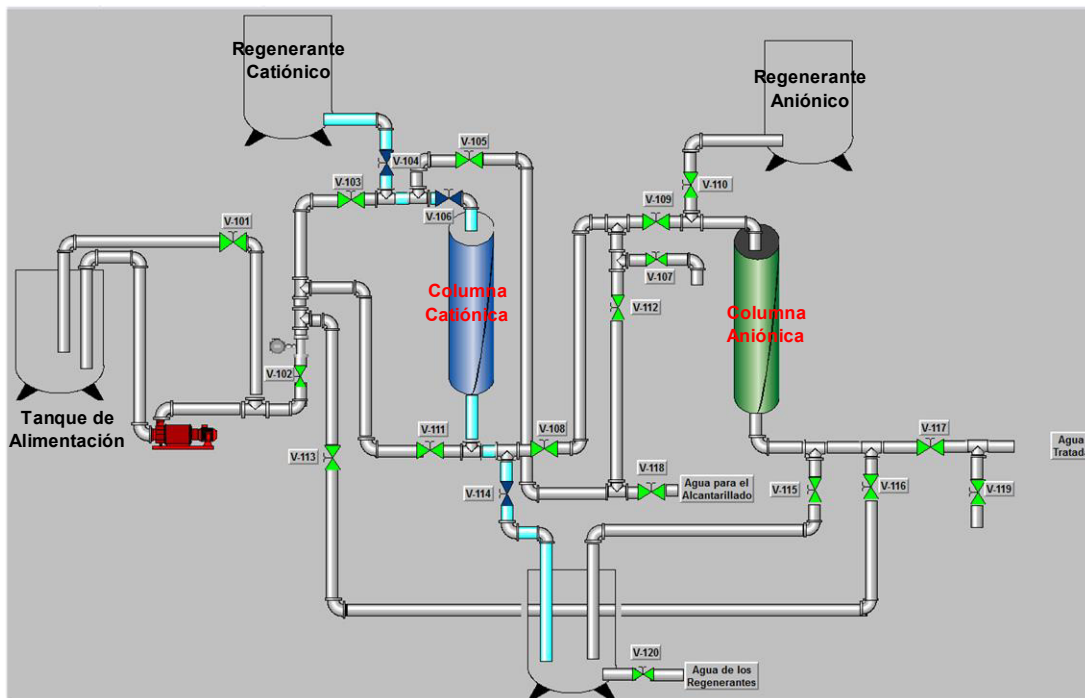 Regenerante
Catiónico
Regenerante
Aniónico
V-105
V-104
V-103
V-110
V-106
V-109
V-101
V-107
Columna
Catiónica
V-112
Columna
Aniónica
V-102
Tanque de
Alimentación
V-111
V-108
V-117
Agua
Tratada
V-113
V-118
V-114
Agua para el
Alcantarillado
V-115
V-116
V-119
V-120
Agua de los
Regenerantes